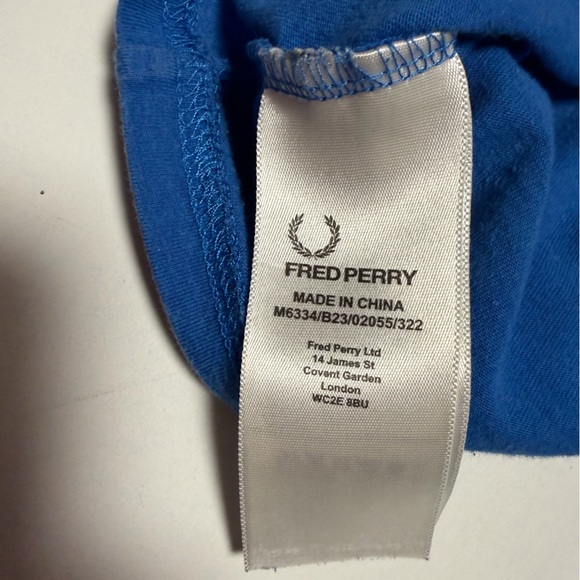 FRED PERRY
MADE IN CHINA
M6334/B23/02055/322
Fred Perry Ltd
14 James St
Covent Garden
London
WC2E 8BU